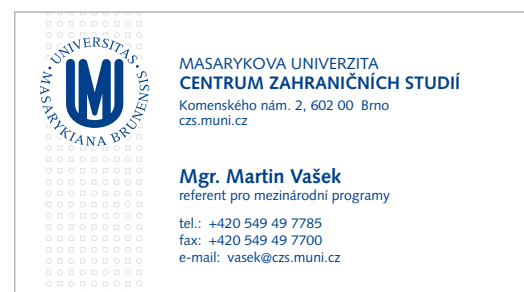 UNIVERSITAS MASARYKIANA BRUNENSIS
MASARYKOVA UNIVERZITA
CENTRUM ZAHRANIČNÍCH STUDIÍ
Komenského nám. 2, 602 00 Brno
czs.muni.cz
Mgr. Martin Vašek
referent pro mezinárodní programy
tel.: +420 549 49 7785
fax: +420 549 49 7700
e-mail: vasek@czs.muni.cz